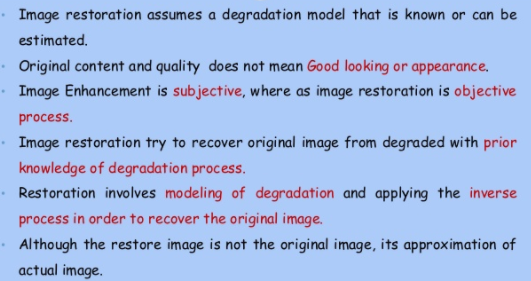 Image restoration assumes a degradation model that is known or can be
estimated.
Original content and quality does not mean Good looking or appearance.
Image Enhancement is subjective, where as image restoration is objective
process.
Image restoration try to recover original image from degraded with prior
knowledge of degradation process.
Restoration involves modeling of degradation and applying the inverse
process in order to recover the original image.
Although the restore image is not the original image, its approximation of
actual image.